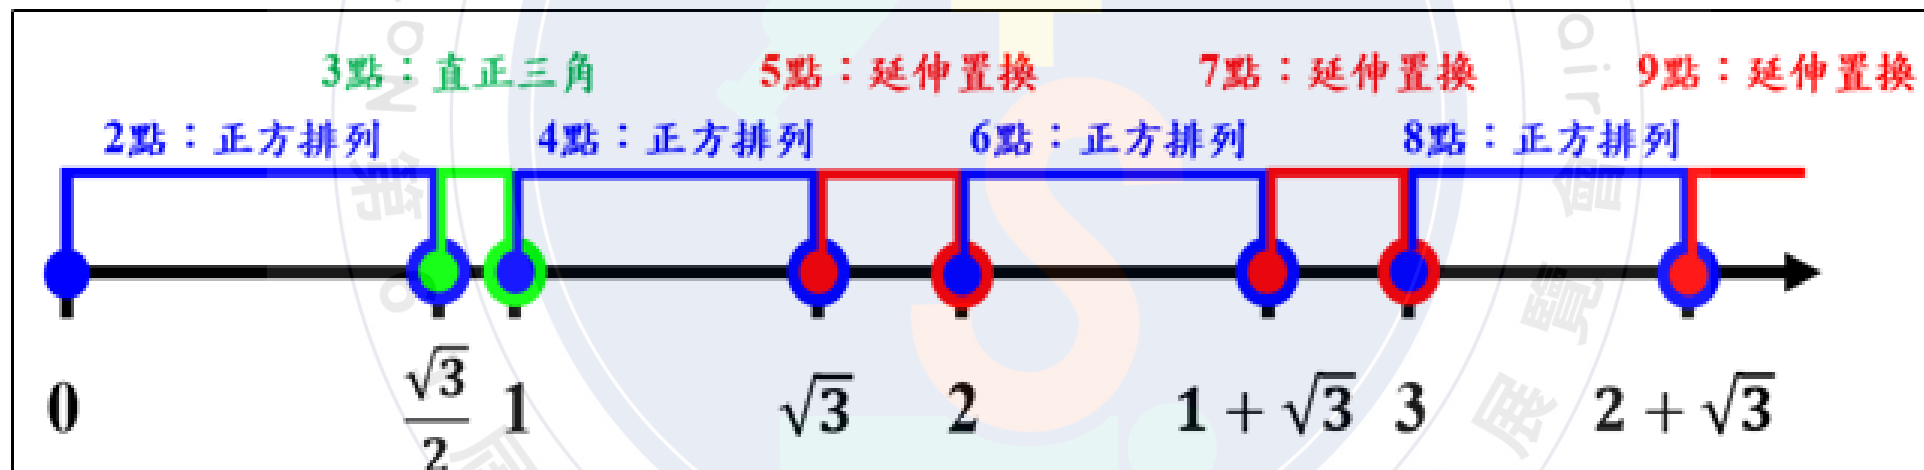 3點：直正三角 5點：延伸置換 7點：延伸置換 9點：延伸置換
2點：正方排列 4點：正方排列 6點：正方排列 8點：正方排列
0 √3/2 1 √3 2 1 + √3 3 2 + √3